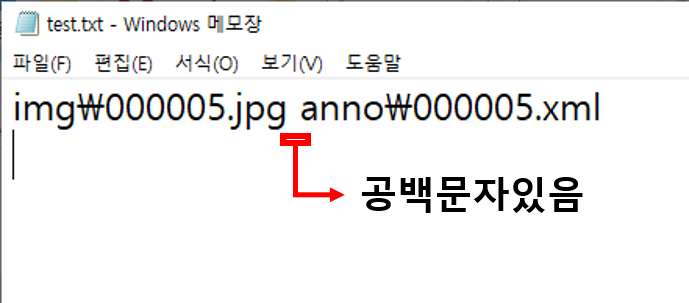 test.txt - Windows 메모장
파일(F) 편집(E) 서식(O) 보기(V) 도움말
img₩000005.jpg anno₩000005.xml
공백문자있음